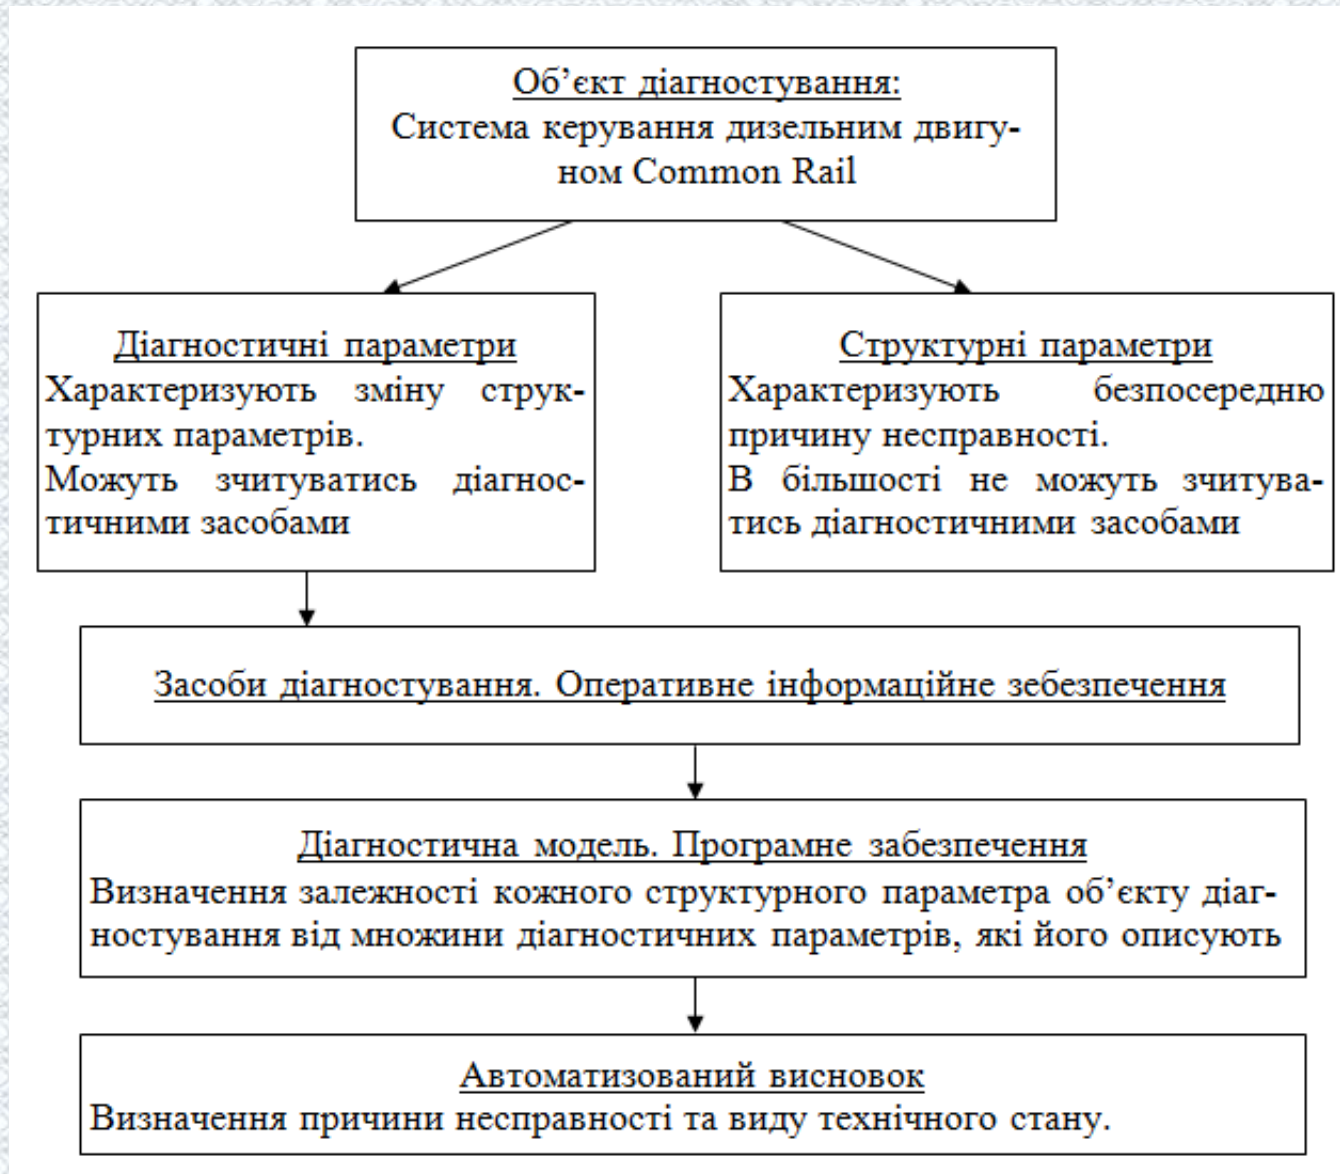 Об’єкт діагностування:
Система керування дизельним двигу-
ном Common Rail
Діагностичні параметри
Характеризують зміну струк-
турних параметрів.
Можуть зчитуватись діагнос-
тичними засобами
Структурні параметри
Характеризують безпосередню
причину несправності.
В більшості не можуть зчитува-
тись діагностичними засобами
Засоби діагностування. Оперативне інформаційне зебезпечення
Діагностична модель. Програмне забезпечення
Визначення залежності кожного структурного параметра об’єкту діаг-
ностування від множини діагностичних параметрів, які його описують
Автоматизований висновок
Визначення причини несправності та виду технічного стану.